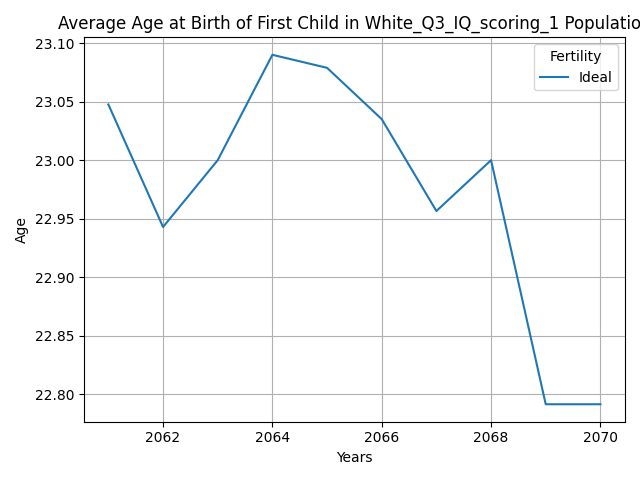 Average Age at Birth of First Child in White_Q3_IQ_scoring_1 Populatio
23.10
23.05
23.00
22.95
22.90
22.85
22.80
Age
Fertility
Ideal
2062 2064 2066 2068 2070
Years